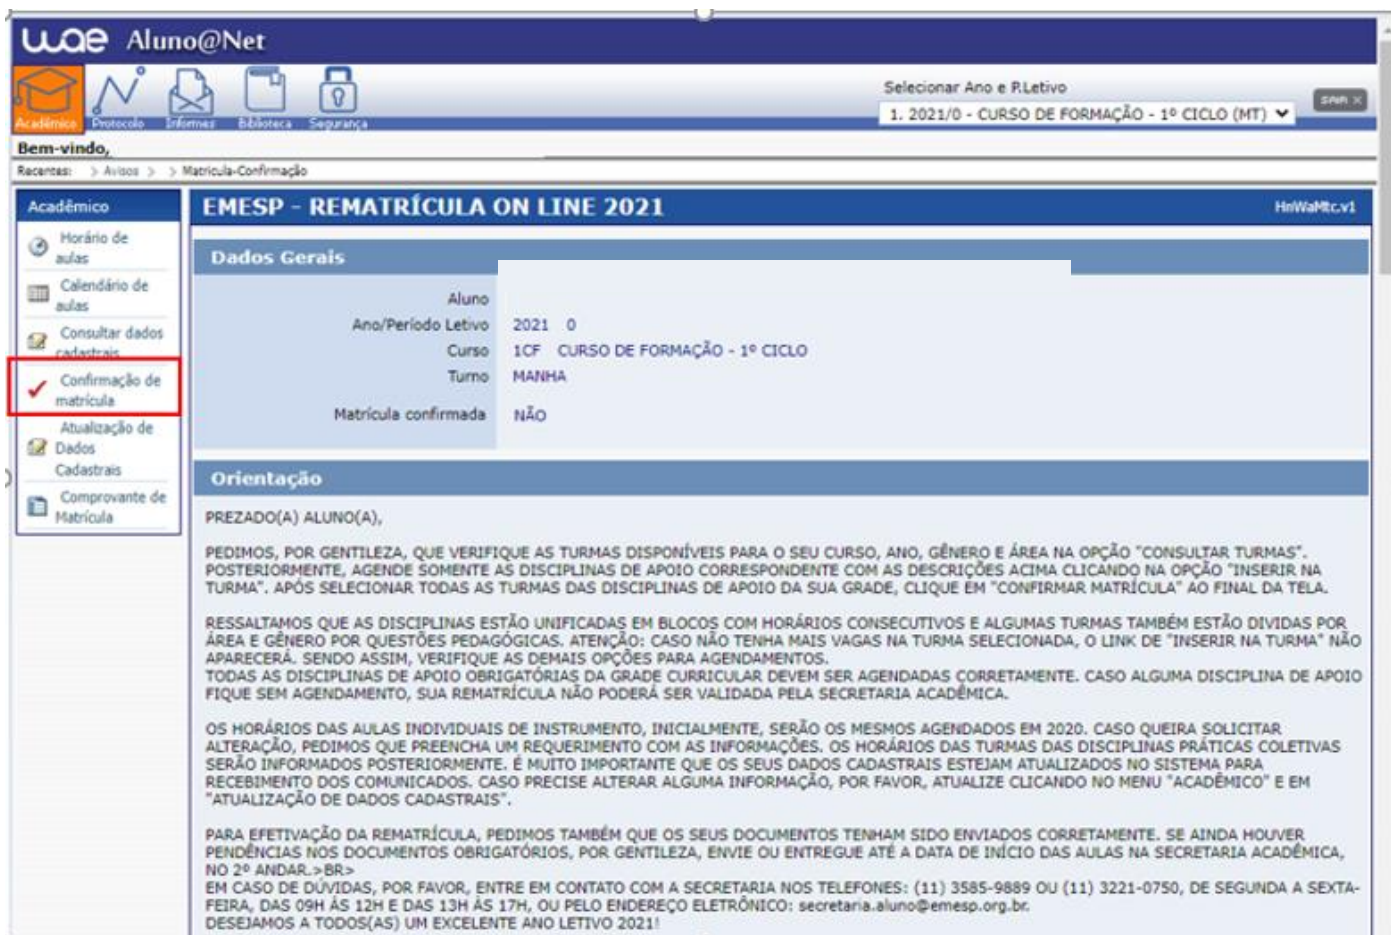 wae Aluno@Net
Selecionar Ano e P.Letivo
1. 2021/0 - CURSO DE FORMAÇÃO - 1º CICLO (MT)
SAIR X
Acadêmico Protocolo Informes Biblioteca Segurança
Bem-vindo,
Recentes: > Avisos > > Matricula-Confirmação
Acadêmico
Horário de
aulas
Calendário de
aulas
Consultar dados
cadastrais
Confirmação de
matrícula
Atualização de
Dados
Cadastrais
Comprovante de
Matrícula
EMESP - REMATRÍCULA ON LINE 2021
HnWaMtc.v1
Dados Gerais
Aluno
Ano/Período Letivo 2021 0
Curso 1CF CURSO DE FORMAÇÃO - 1º CICLO
Turno MANHA
Matrícula confirmada NÃO
Orientação
PREZADO(A) ALUNO(A),
PEDIMOS, POR GENTILEZA, QUE VERIFIQUE AS TURMAS DISPONÍVEIS PARA O SEU CURSO, ANO, GÊNERO E ÁREA NA OPÇÃO "CONSULTAR TURMAS".
POSTERIORMENTE, AGENDE SOMENTE AS DISCIPLINAS DE APOIO CORRESPONDENTE COM AS DESCRIÇÕES ACIMA CLICANDO NA OPÇÃO "INSERIR NA
TURMA". APÓS SELECIONAR TODAS AS TURMAS DAS DISCIPLINAS DE APOIO DA SUA GRADE, CLIQUE EM "CONFIRMAR MATRÍCULA" AO FINAL DA TELA.
RESSALTAMOS QUE AS DISCIPLINAS ESTÃO UNIFICADAS EM BLOCOS COM HORÁRIOS CONSECUTIVOS E ALGUMAS TURMAS TAMBÉM ESTÃO DIVIDAS POR
ÁREA E GÊNERO POR QUESTÕES PEDAGÓGICAS. ATENÇÃO: CASO NÃO TENHA MAIS VAGAS NA TURMA SELECIONADA, O LINK DE "INSERIR NA TURMA" NÃO
APARECERÁ. SENDO ASSIM, VERIFIQUE AS DEMAIS OPÇÕES PARA AGENDAMENTOS.
TODAS AS DISCIPLINAS DE APOIO OBRIGATÓRIAS DA GRADE CURRICULAR DEVEM SER AGENDADAS CORRETAMENTE. CASO ALGUMA DISCIPLINA DE APOIO
FIQUE SEM AGENDAMENTO, SUA REMATRÍCULA NÃO PODERÁ SER VALIDADA PELA SECRETARIA ACADÊMICA.
OS HORÁRIOS DAS AULAS INDIVIDUAIS DE INSTRUMENTO, INICIALMENTE, SERÃO OS MESMOS AGENDADOS EM 2020. CASO QUEIRA SOLICITAR
ALTERAÇÃO, PEDIMOS QUE PREENCHA UM REQUERIMENTO COM AS INFORMAÇÕES. OS HORÁRIOS DAS TURMAS DAS DISCIPLINAS PRÁTICAS COLETIVAS
SERÃO INFORMADOS POSTERIORMENTE. É MUITO IMPORTANTE QUE OS SEUS DADOS CADASTRAIS ESTEJAM ATUALIZADOS NO SISTEMA PARA
RECEBIMENTO DOS COMUNICADOS. CASO PRECISE ALTERAR ALGUMA INFORMAÇÃO, POR FAVOR, ATUALIZE CLICANDO NO MENU "ACADÊMICO" E EM
"ATUALIZAÇÃO DE DADOS CADASTRAIS".
PARA EFETIVAÇÃO DA REMATRÍCULA, PEDIMOS TAMBÉM QUE OS SEUS DOCUMENTOS TENHAM SIDO ENVIADOS CORRETAMENTE. SE AINDA HOUVER
PENDÊNCIAS NOS DOCUMENTOS OBRIGATÓRIOS, POR GENTILEZA, ENVIE OU ENTREGUE ATÉ A DATA DE INÍCIO DAS AULAS NA SECRETARIA ACADÊMICA,
NO 2º ANDAR.>BR>
EM CASO DE DÚVIDAS, POR FAVOR, ENTRE EM CONTATO COM A SECRETARIA NOS TELEFONES: (11) 3585-9889 OU (11) 3221-0750, DE SEGUNDA A SEXTA-
FEIRA, DAS 09H ÀS 12H E DAS 13H ÀS 17H, OU PELO ENDEREÇO ELETRÔNICO: secretaria.aluno@emesp.org.br.
DESEJAMOS A TODOS(AS) UM EXCELENTE ANO LETIVO 2021!